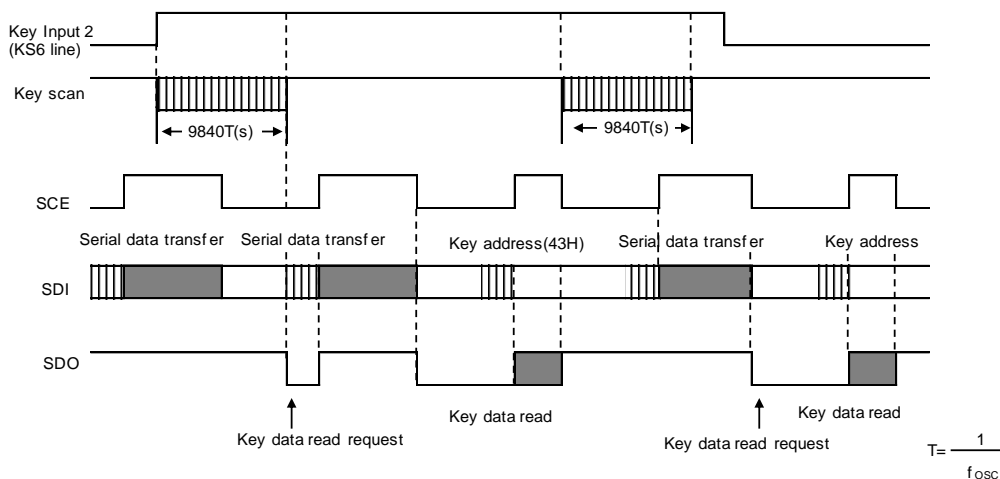 Key Input 2
(KS6 line)
Key scan
9840T(s)
9840T(s)
SCE
Serial data transfer
Serial data transfer
Key address(43H)
Serial data transfer
Key address
SDI
SDO
Key data read request
Key data read
Key data read request
Key data read
T= 1
fOSC